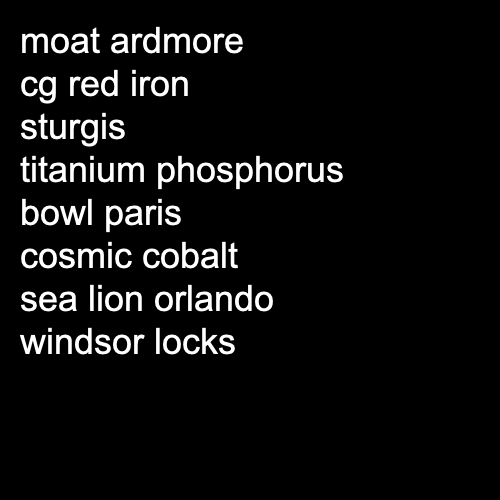 moat ardmore
cg red iron
sturgis
titanium phosphorus
bowl paris
cosmic cobalt
sea lion orlando
windsor locks